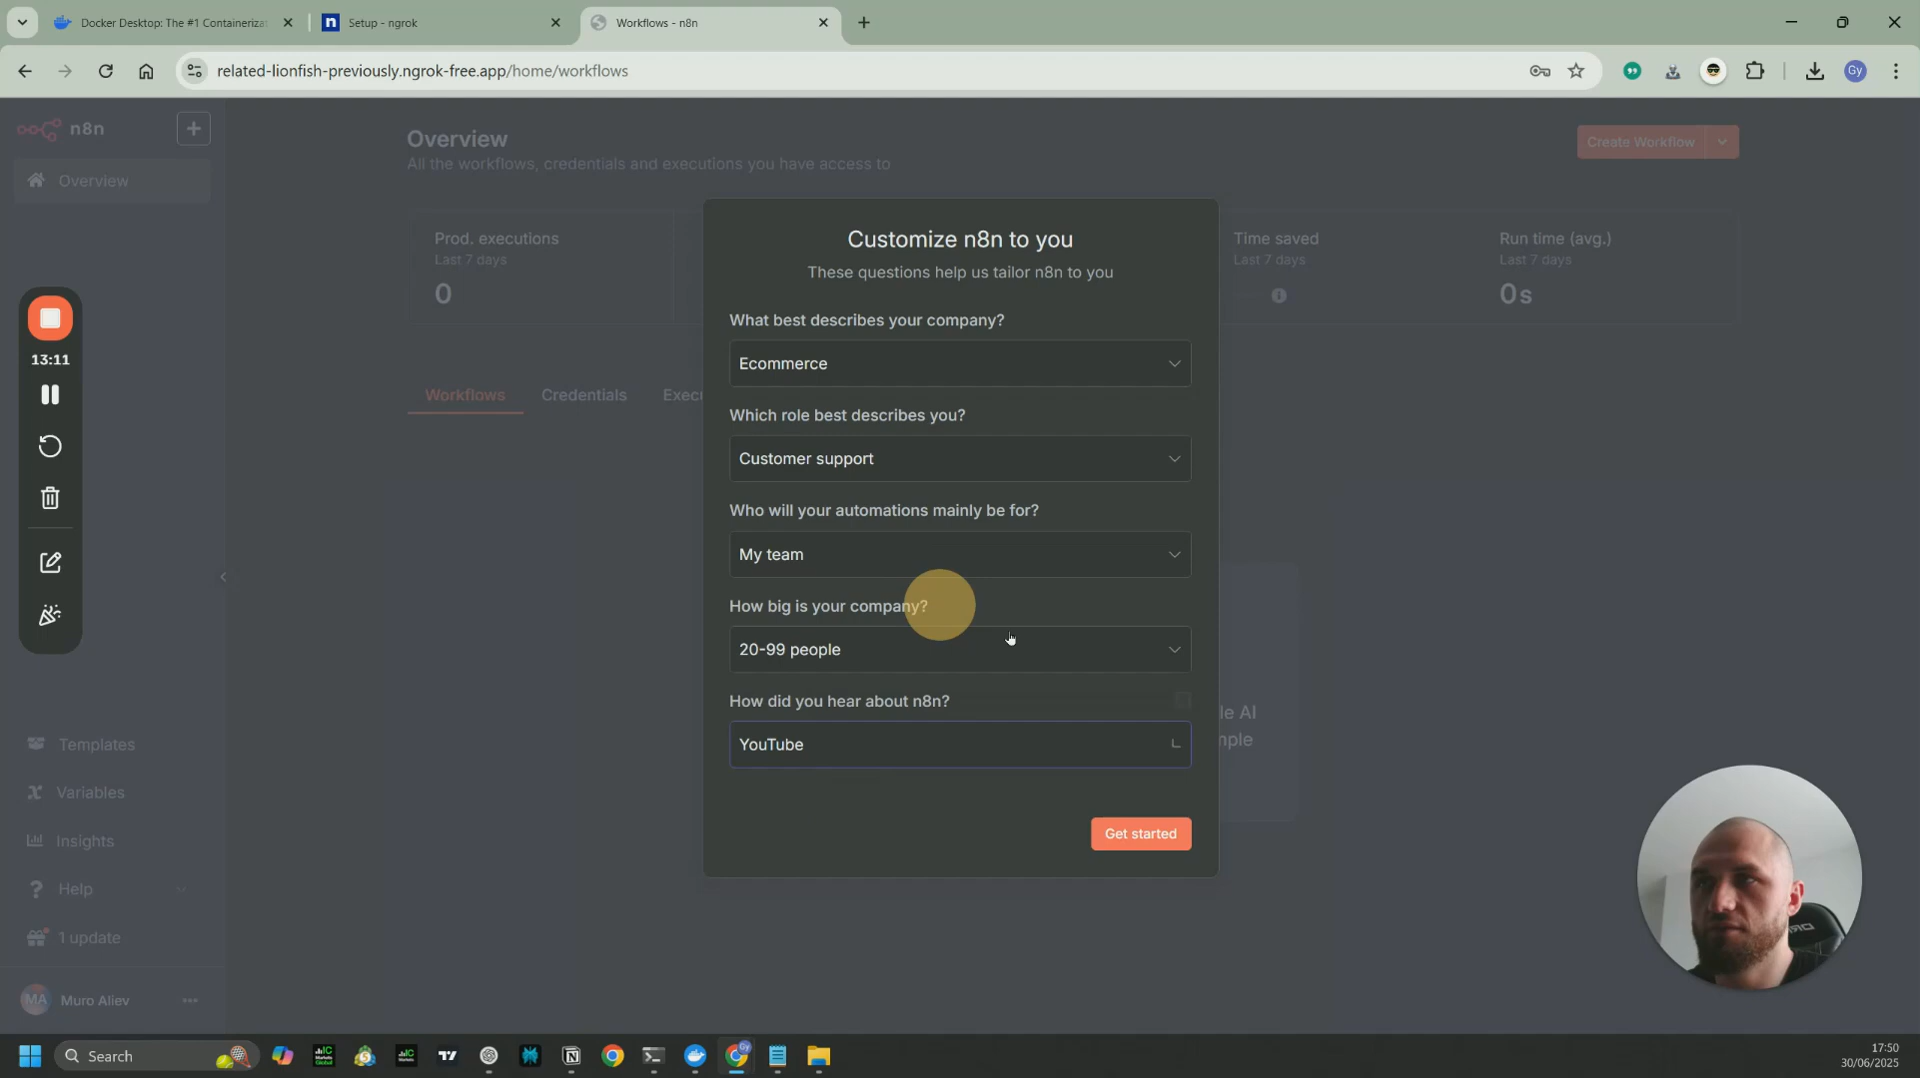 Docker Desktop: The #1 Containeriza
Setup - ngrok
Workflows - n8n
related-lionfish-previously.ngrok-free.app/home/workflows
Gy
n8n
Overview
Overview
All the workflows, credentials and executions you have access to
Create Workflow
Prod. executions
Last 7 days
0
Time saved
Last 7 days
Run time (avg.)
Last 7 days
0s
13:11
Workflows
Credentials
Execu
Customize n8n to you
These questions help us tailor n8n to you
What best describes your company?
Ecommerce
Which role best describes you?
Customer support
Who will your automations mainly be for?
My team
How big is your company?
20-99 people
How did you hear about n8n?
YouTube
Get started
le AI
mple
Templates
Variables
Insights
Help
1 update
MA
Muro Aliev
Search
17:50
30/06/2025